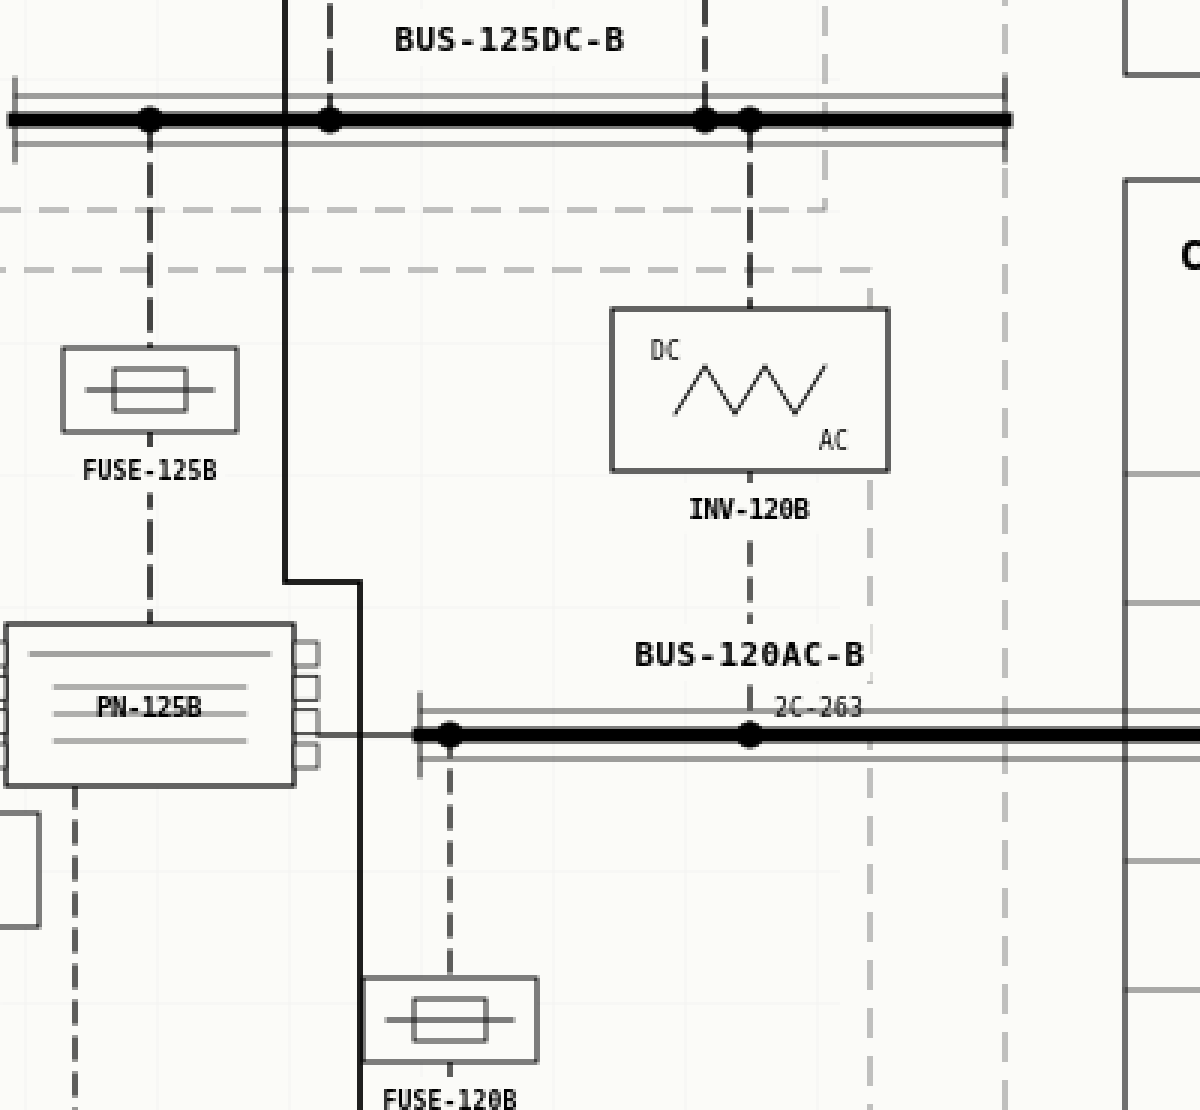 BUS-125DC-B
DC
AC
FUSE-125B
INV-120B
BUS-120AC-B
PN-125B
2C-263
FUSE-120B